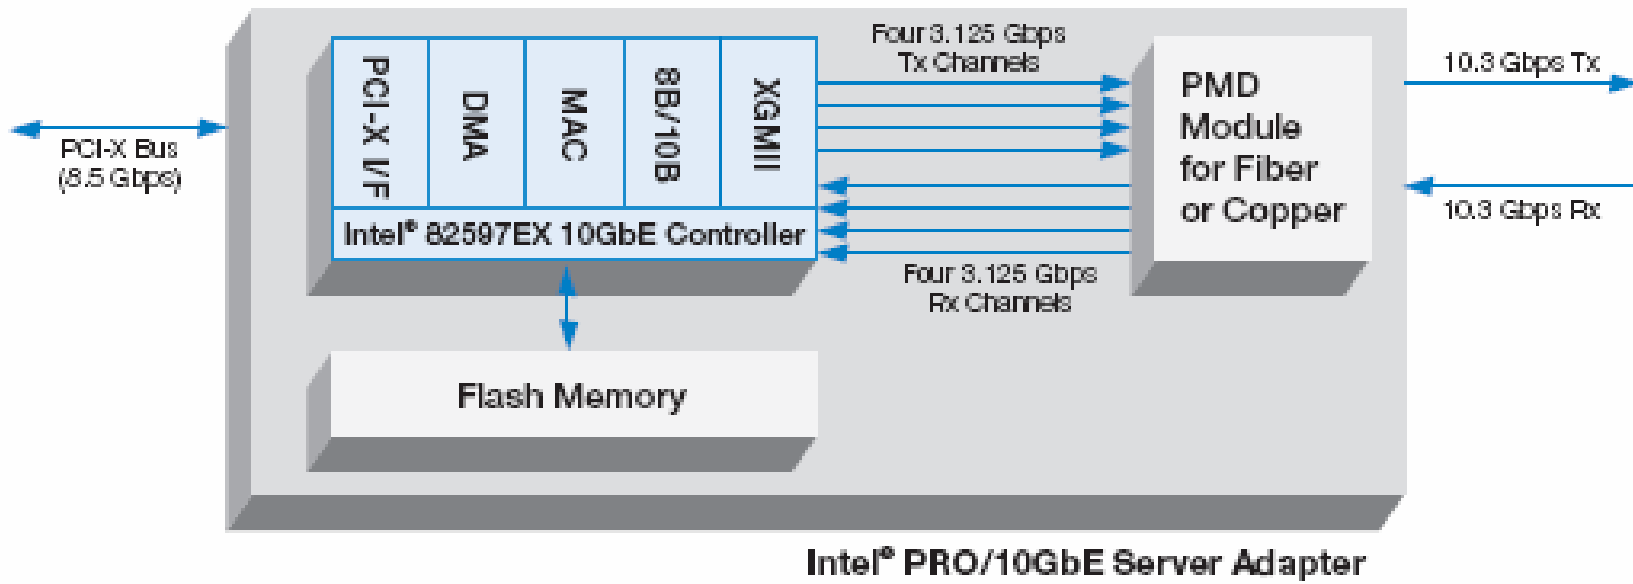 PCI-X Bus
(8.5 Gbps)
PCI-X I/F
DMA
MAC
8B/10B
XGMII
Intel® 82597EX 10GbE Controller
Four 3.125 Gbps
Tx Channels
Four 3.125 Gbps
Rx Channels
PMD
Module
for Fiber
or Copper
10.3 Gbps Tx
10.3 Gbps Rx
Flash Memory
Intel® PRO/10GbE Server Adapter